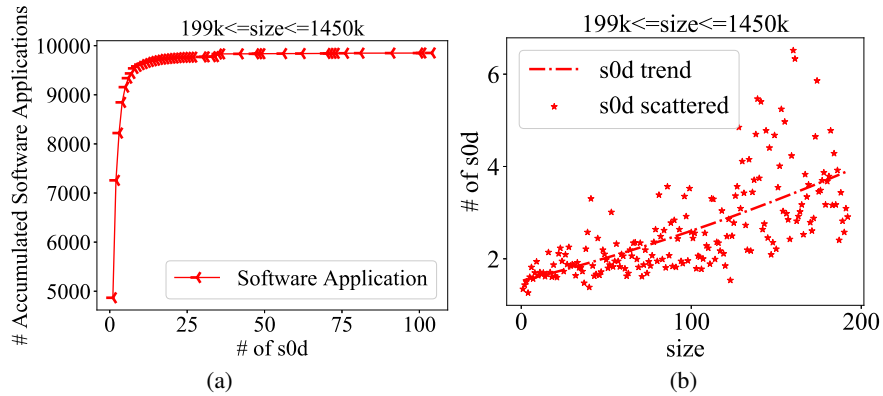 199k<=size<=1450k
# Accumulated Software Applications
10000
9000
8000
7000
6000
5000
Software Application
0 25 50 75 100
# of s0d
(a)
199k<=size<=1450k
# of s0d
6
4
2
s0d trend
s0d scattered
0 100 200
size
(b)